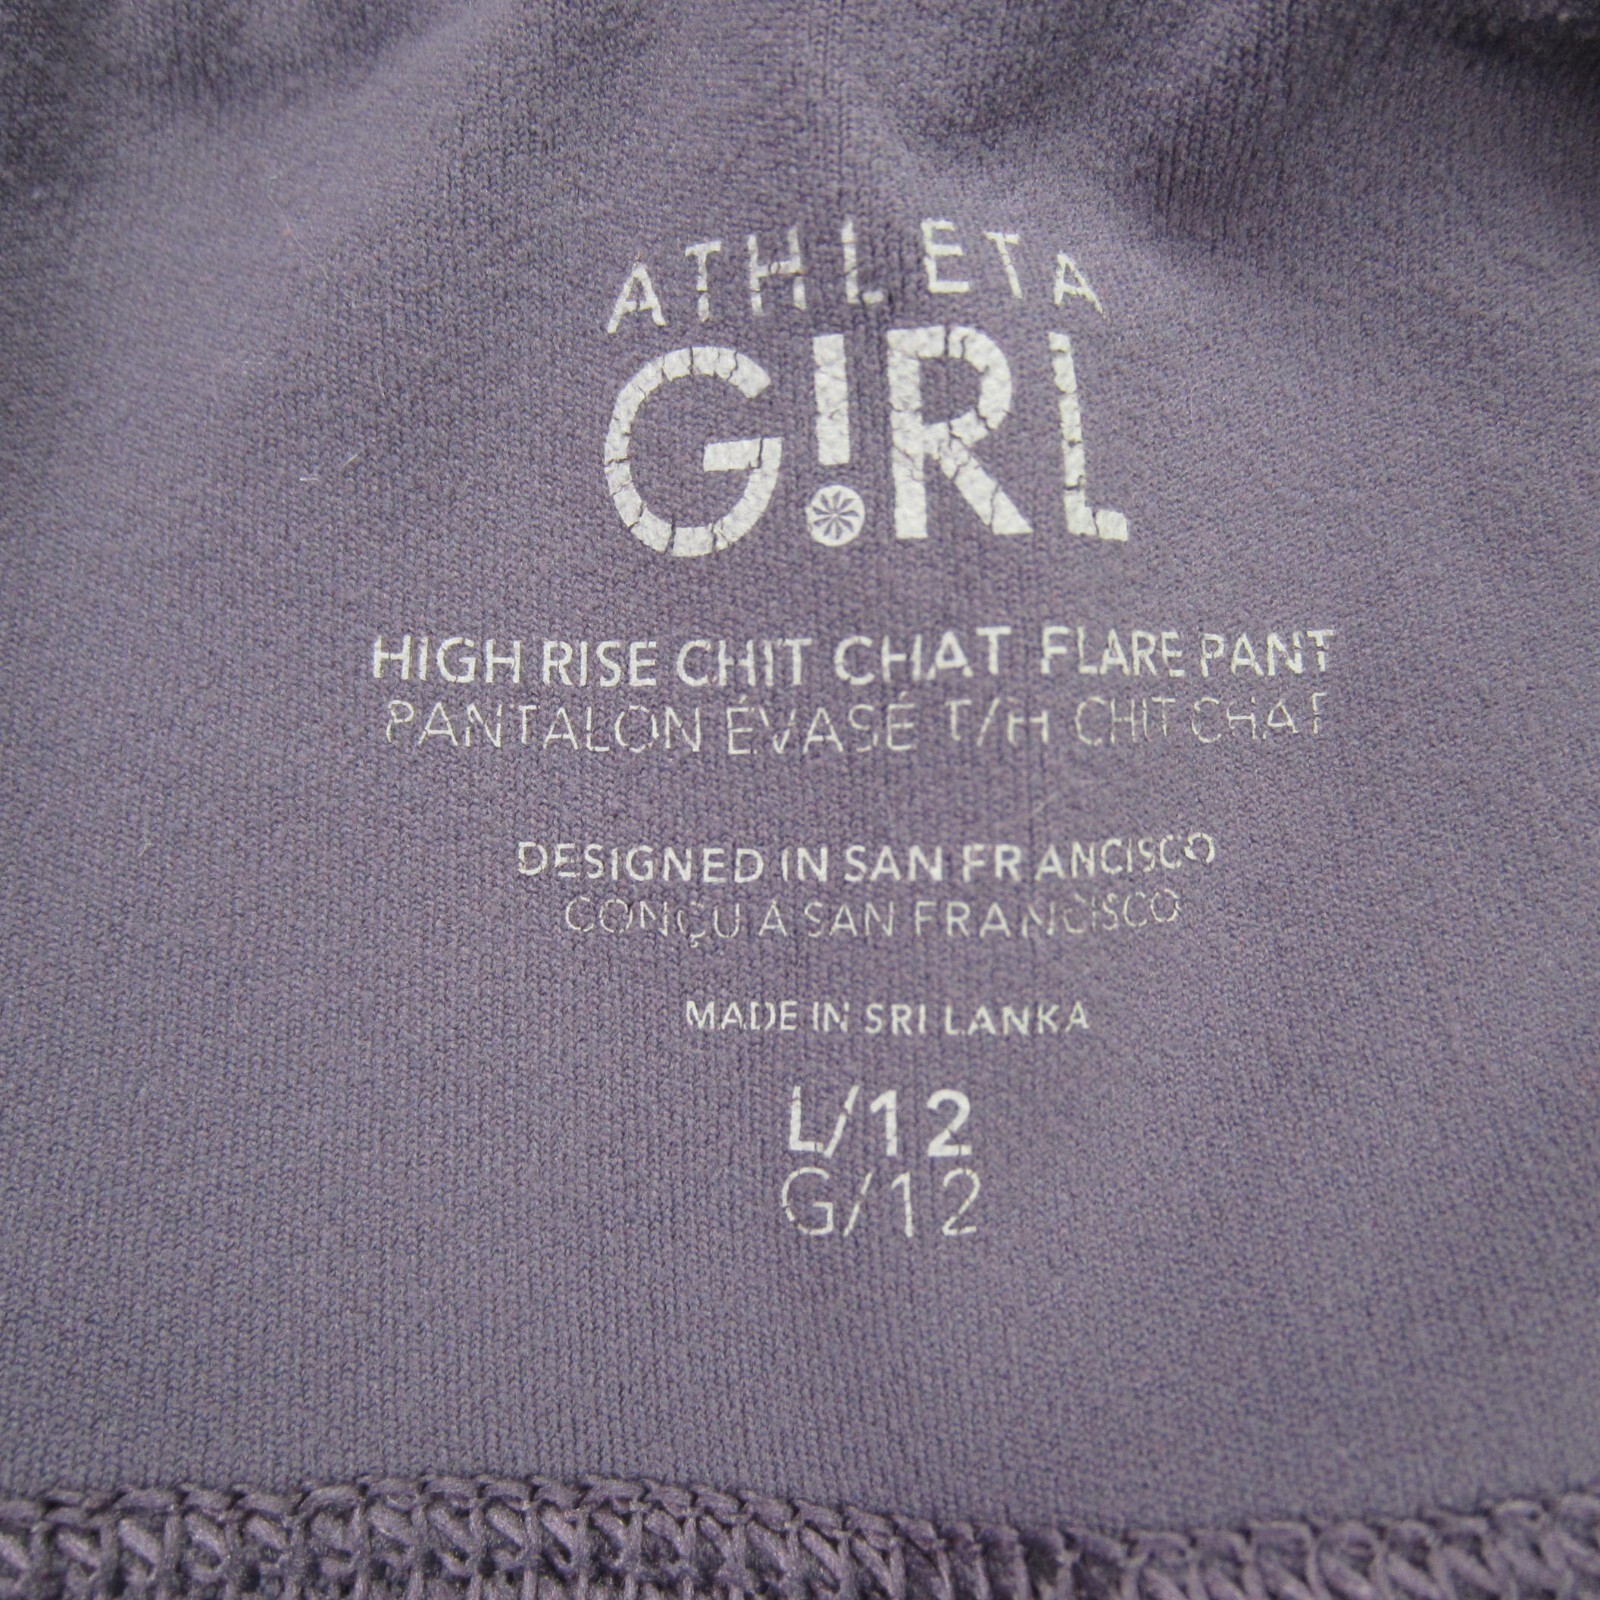 ATHLETA
G!RL
HIGH RISE CHIT CHAT FLARE PANT
PANTALON ÉVASÉ T/H CHIT CHAT
DESIGNED IN SAN FRANCISCO
CONÇU À SAN FRANCISCO
MADE IN SRI LANKA
L/12
G/12